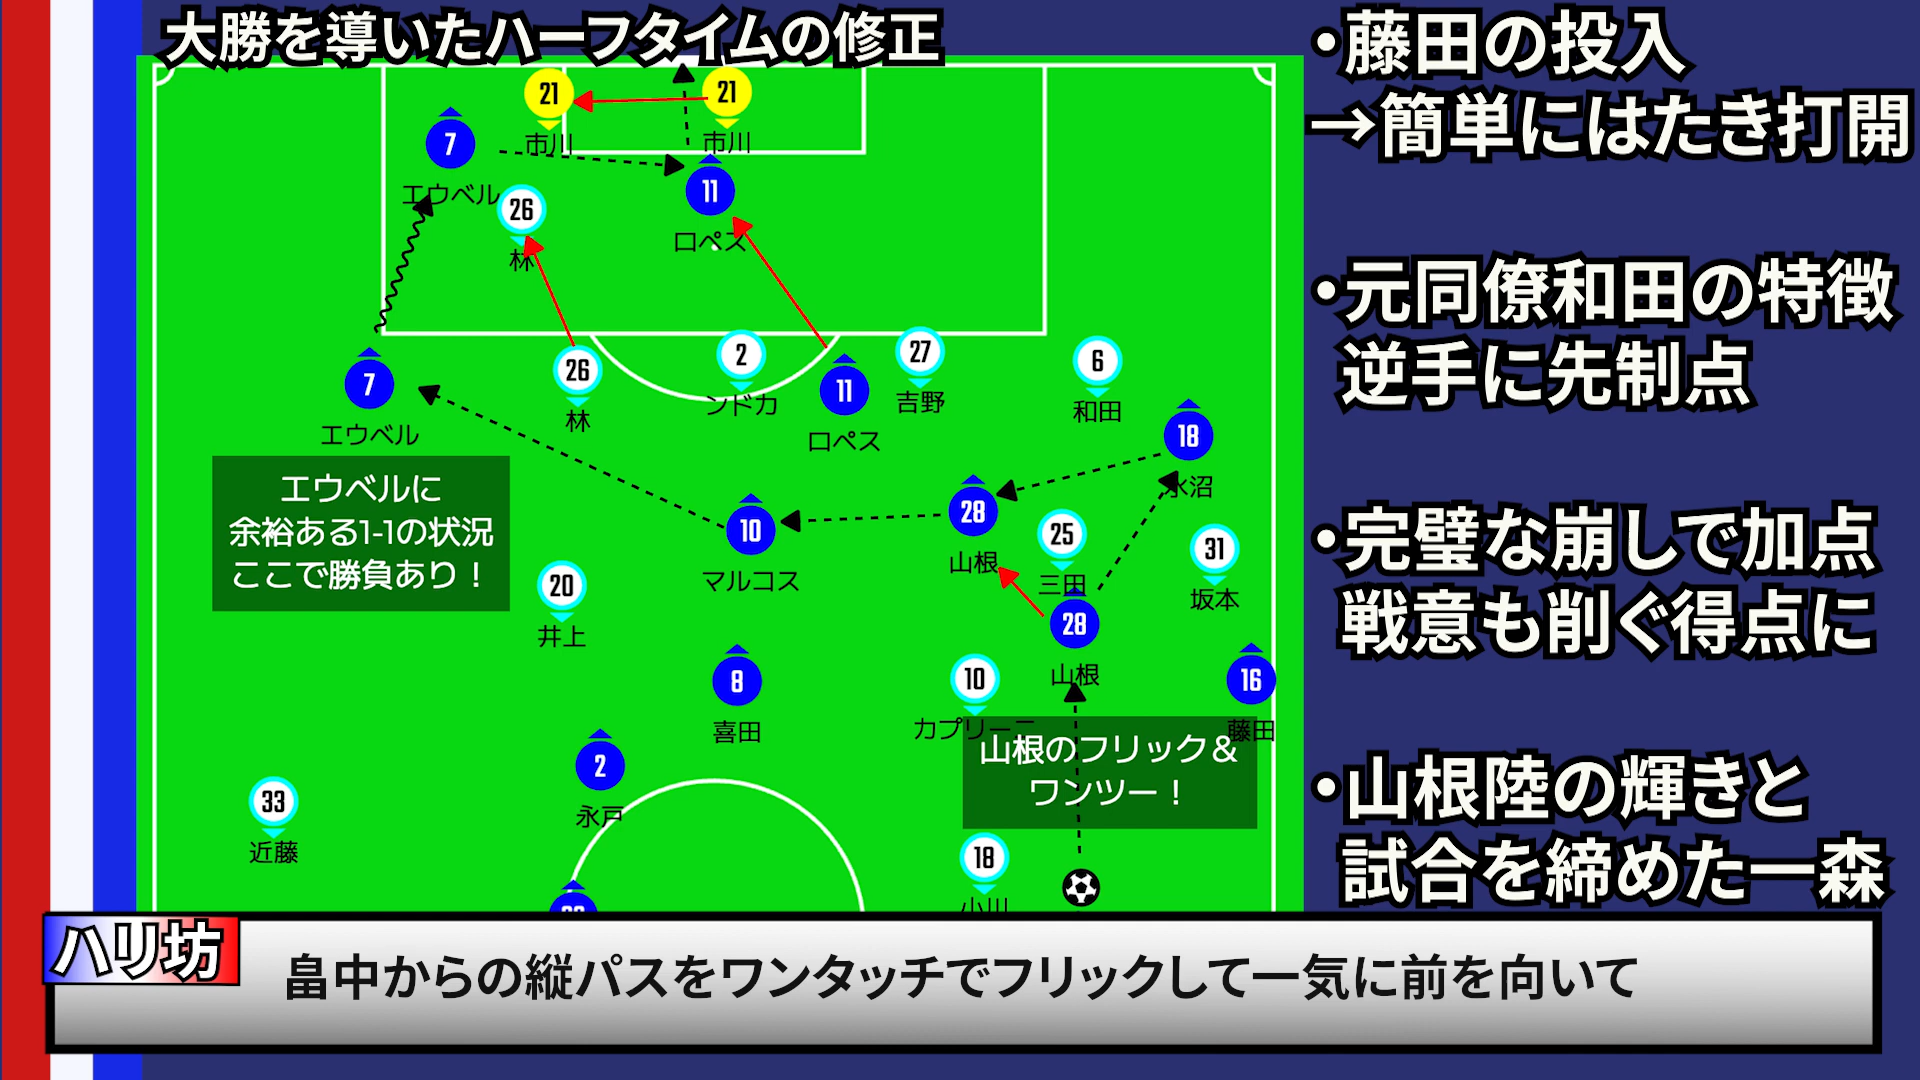 大勝を導いたハーフタイムの修正
・藤田の投入
→簡単にはたき打開
・元同僚和田の特徴
逆手に先制点
・完璧な崩しで加点
戦意も削ぐ得点に
・山根陸の輝きと
試合を締めた一森
21
市川
21
市川
7
エウベル
26
林
11
ロペス
7
エウベル
26
林
2
ンドカ
11
ロペス
27
吉野
6
和田
18
水沼
エウベルに
余裕ある1-1の状況
ここで勝負あり！
10
マルコス
28
山根
25
三田
31
坂本
20
井上
28
山根
8
喜田
10
カプリーニ
16
藤田
2
永戸
山根のフリック＆
ワンツー！
33
近藤
18
小川
ハリ坊
畠中からの縦パスをワンタッチでフリックして一気に前を向いて